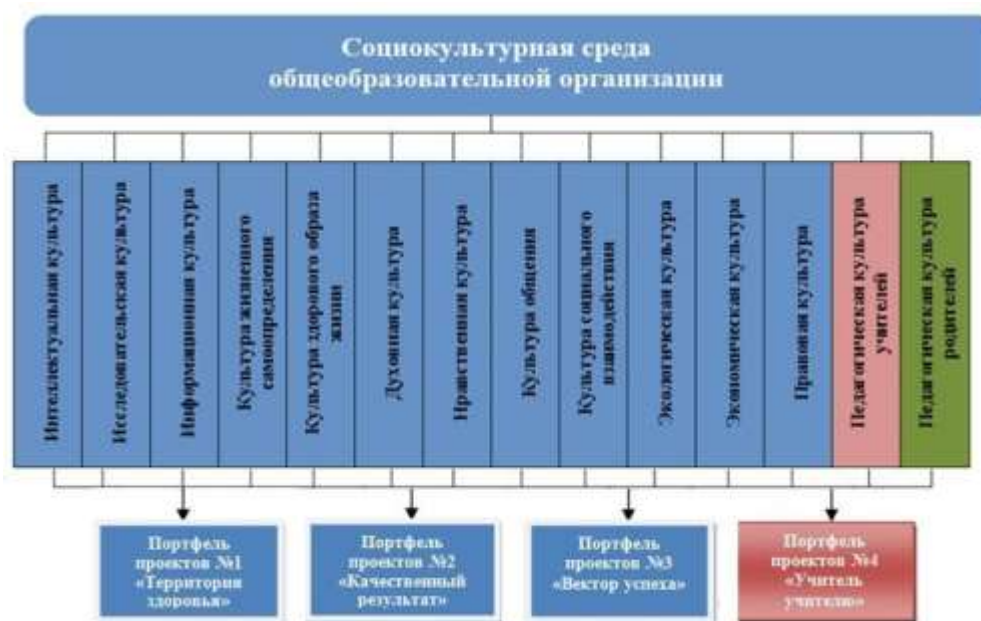 Социокультурная среда
общеобразовательной организации
Интеллектуальная культура
Исследовательская культура
Информационная культура
Культура жизненного
самоопределения
Культура здорового образа
жизни
Духовная культура
Нравственная культура
Культура общения
Культура социального
взаимодействия
Экологическая культура
Экономическая культура
Правовая культура
Педагогическая культура
учителей
Педагогическая культура
родителей
Портфель
проектов №1
«Территория
здоровья»
Портфель
проектов №2
«Качественный
результат»
Портфель
проектов №3
«Вектор успеха»
Портфель
проектов №4
«Учитель
учителю»